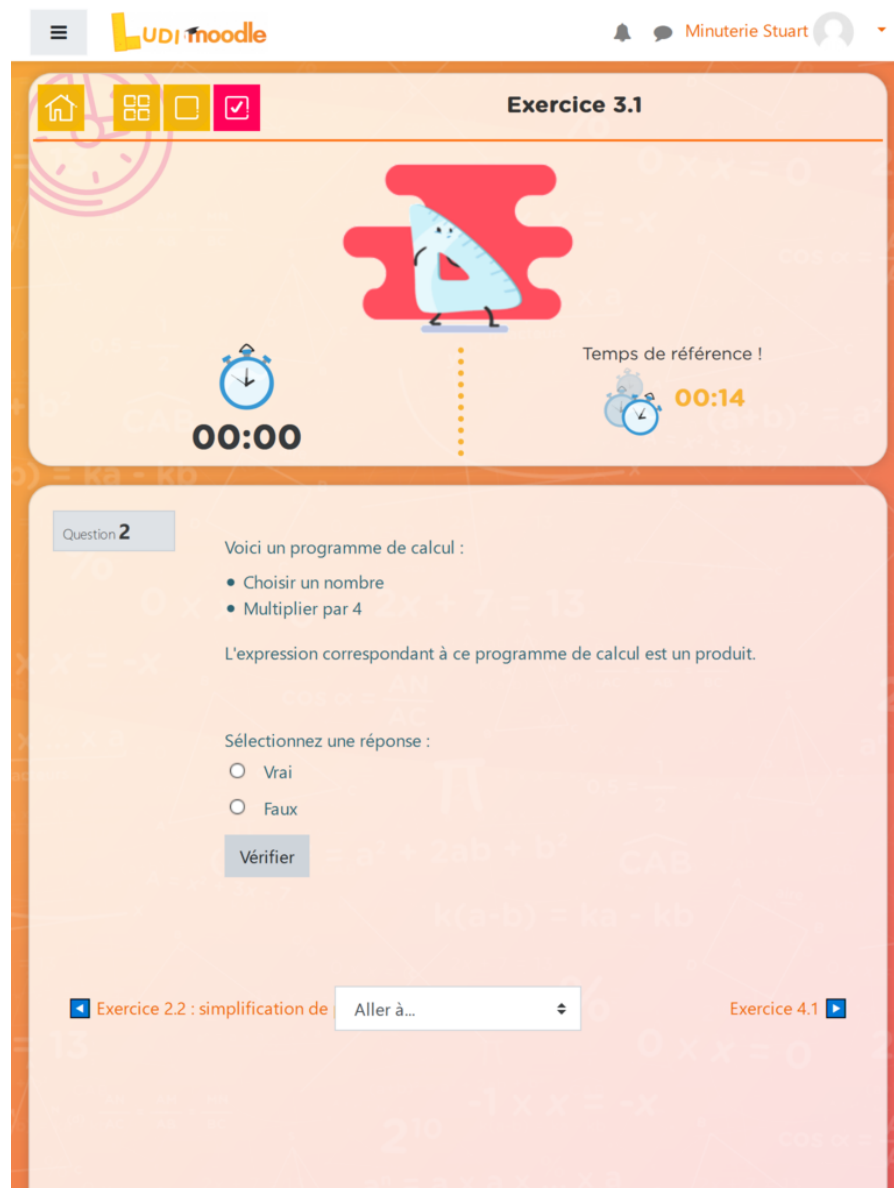 LUDI moodle
Minuterie Stuart
Exercice 3.1
Temps de référence !
00:14
00:00
Question 2
Voici un programme de calcul :
• Choisir un nombre
• Multiplier par 4
L'expression correspondant à ce programme de calcul est un produit.
Sélectionnez une réponse :
Vrai
Faux
Vérifier
Exercice 2.2 : simplification de
Aller à...
Exercice 4.1